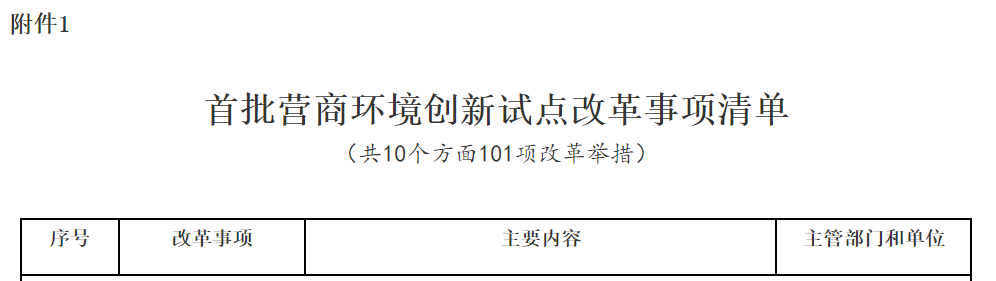 附件1
首批营商环境创新试点改革事项清单
（共10个方面101项改革举措）
序号 改革事项 主要内容 主管部门和单位